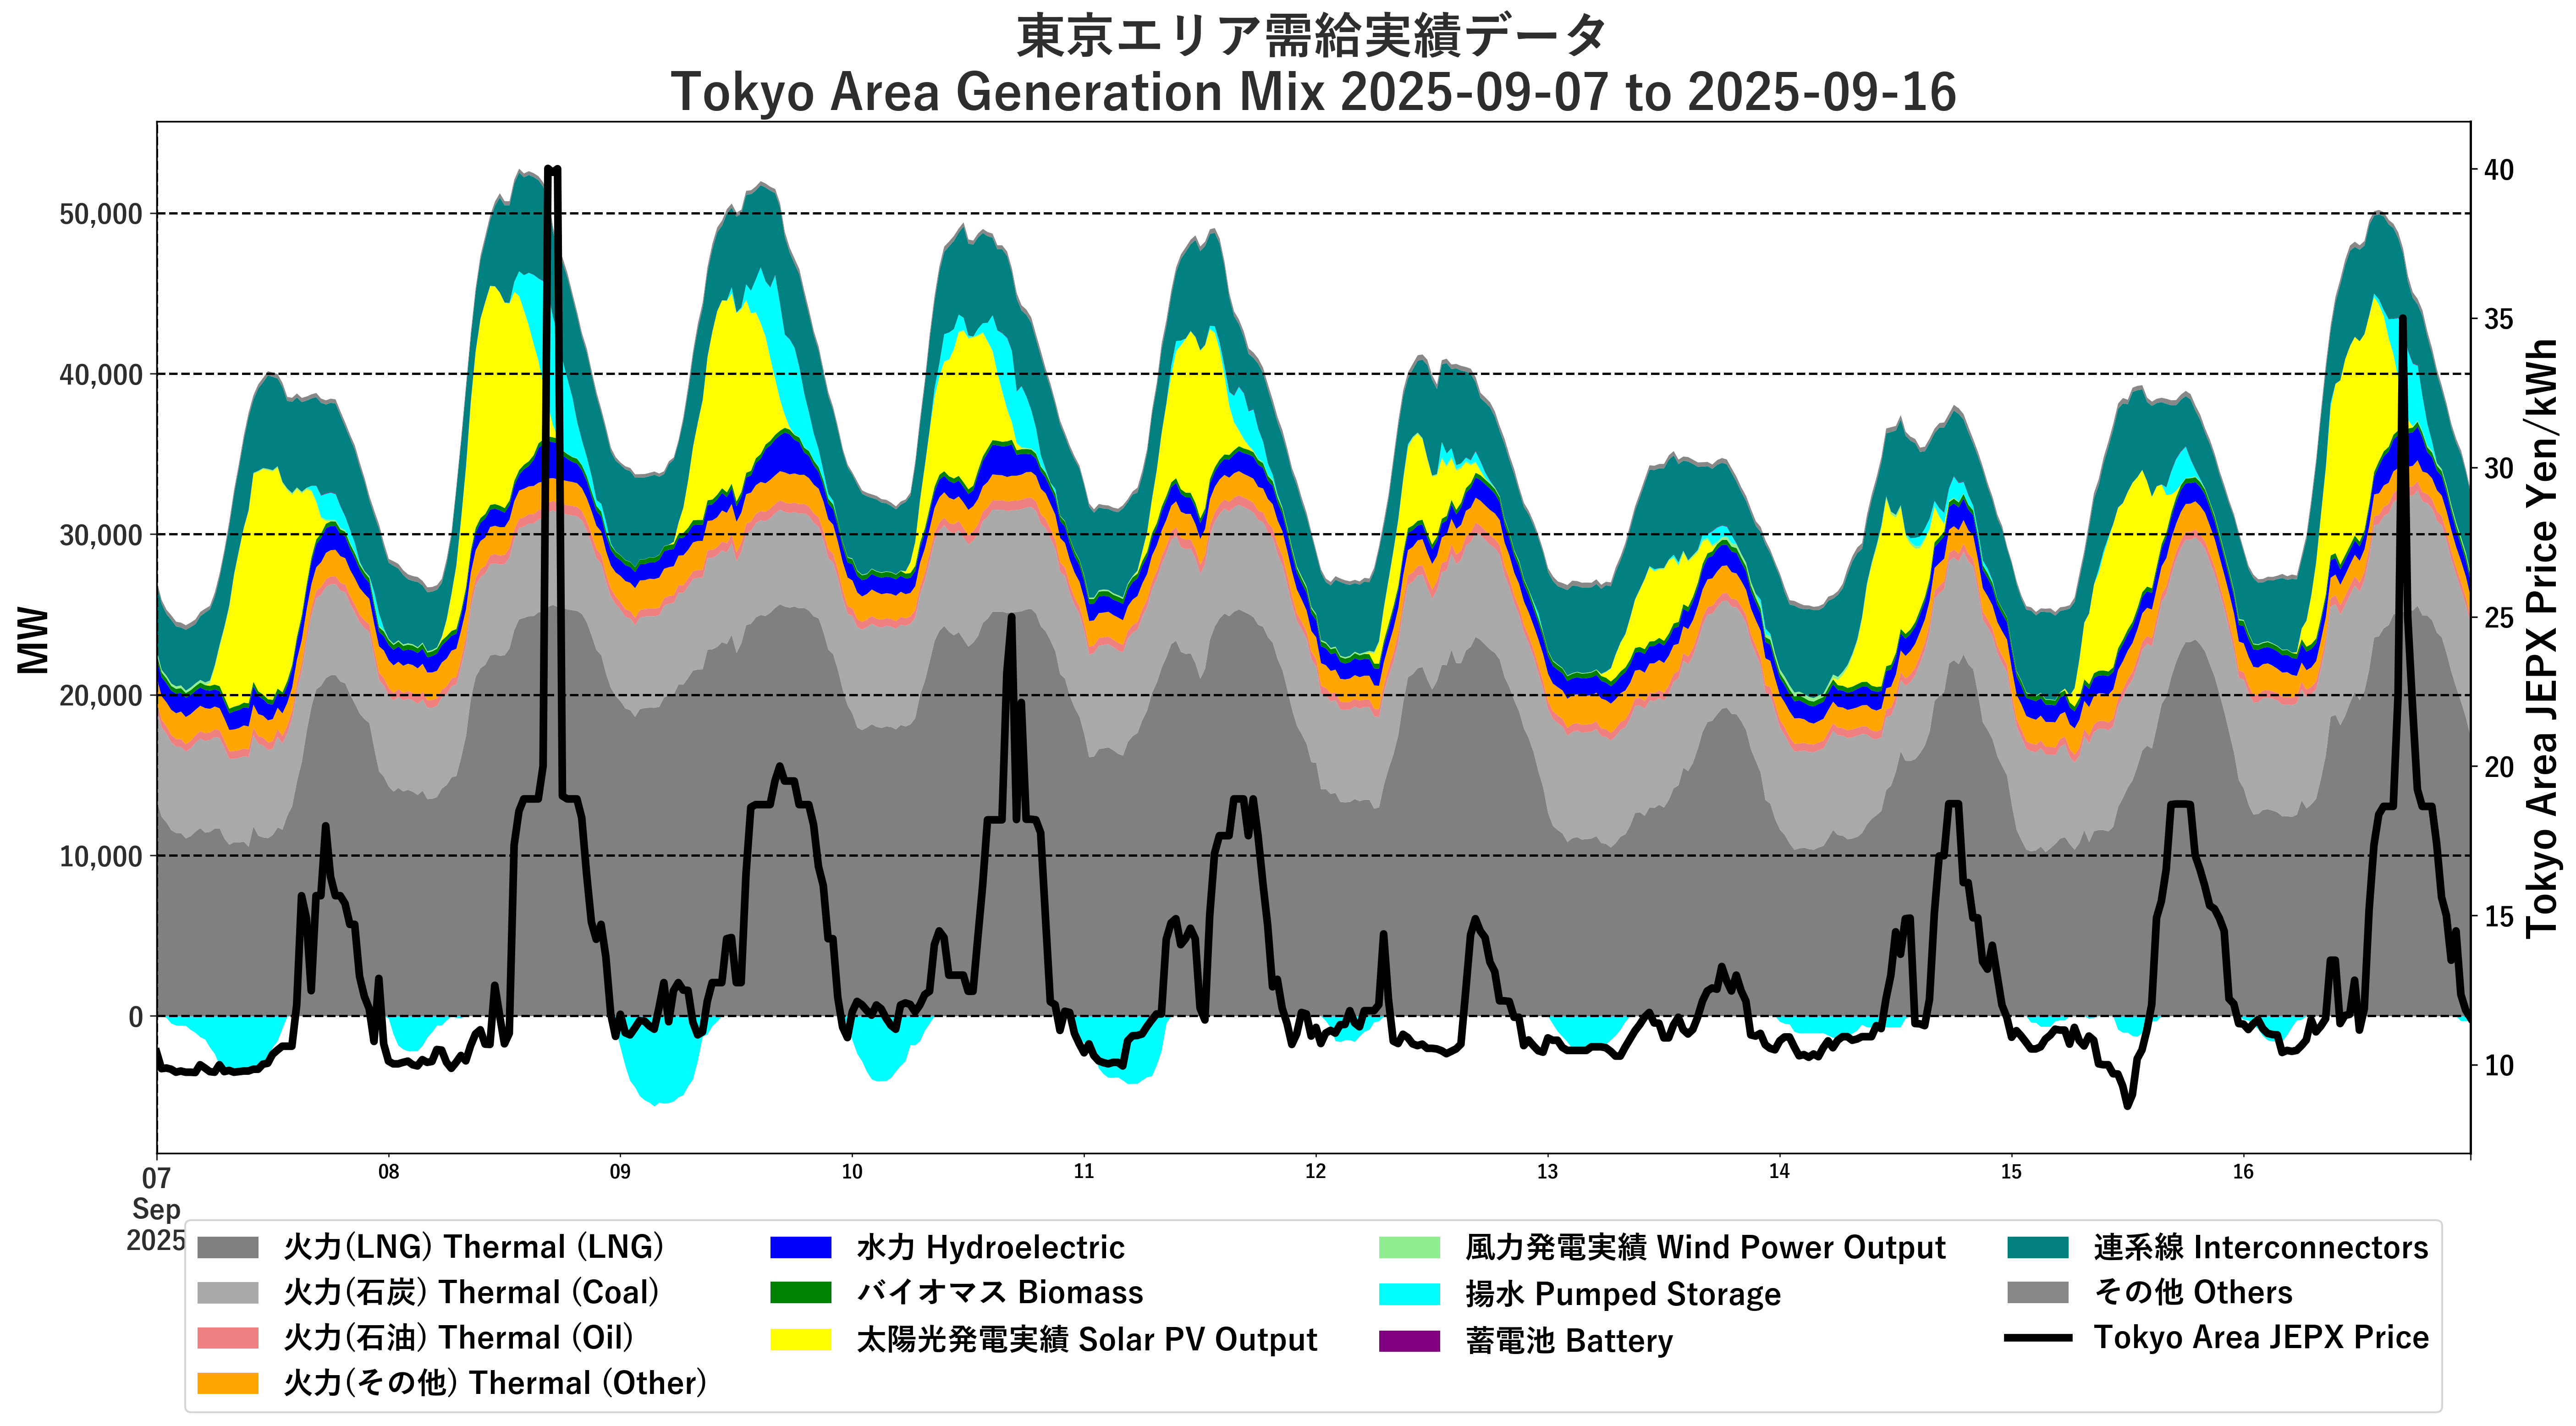 東京エリア需給実績データ
Tokyo Area Generation Mix 2025-09-07 to 2025-09-16
MW
50,000
40,000
30,000
20,000
10,000
0
40
35
30
25
20
15
10
Tokyo Area JEPX Price Yen/kWh
07
08
09
10
11
12
13
14
15
16
Sep
2025
火力(LNG) Thermal (LNG)
火力(石炭) Thermal (Coal)
火力(石油) Thermal (Oil)
火力(その他) Thermal (Other)
水力 Hydroelectric
バイオマス Biomass
太陽光発電実績 Solar PV Output
風力発電実績 Wind Power Output
揚水 Pumped Storage
蓄電池 Battery
連系線 Interconnectors
その他 Others
Tokyo Area JEPX Price